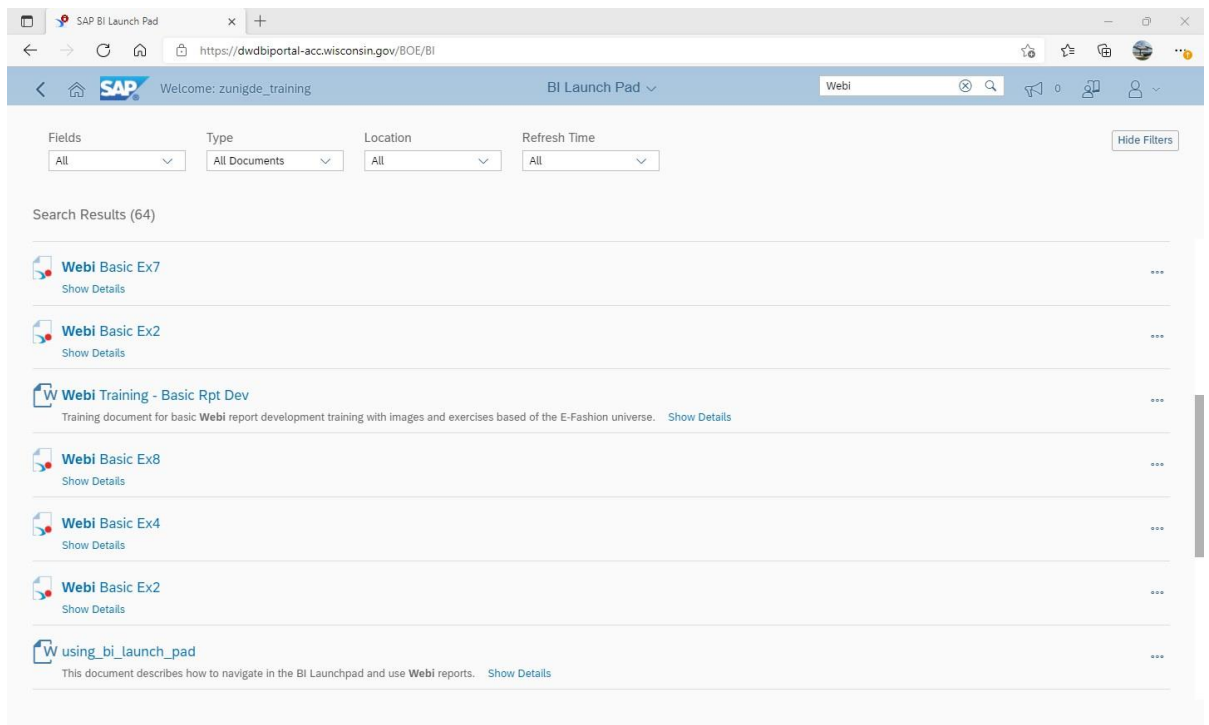 SAP BI Launch Pad
https://dwdbiportal-acc.wisconsin.gov/BOE/BI
SAP Welcome: zunigde_training BI Launch Pad Webi 0
Fields Type Location Refresh Time
All All Documents All All Hide Filters
Search Results (64)
Webi Basic Ex7
Show Details
Webi Basic Ex2
Show Details
W Webi Training - Basic Rpt Dev
Training document for basic Webi report development training with images and exercises based of the E-Fashion universe. Show Details
Webi Basic Ex8
Show Details
Webi Basic Ex4
Show Details
Webi Basic Ex2
Show Details
W using_bi_launch_pad
This document describes how to navigate in the BI Launchpad and use Webi reports. Show Details